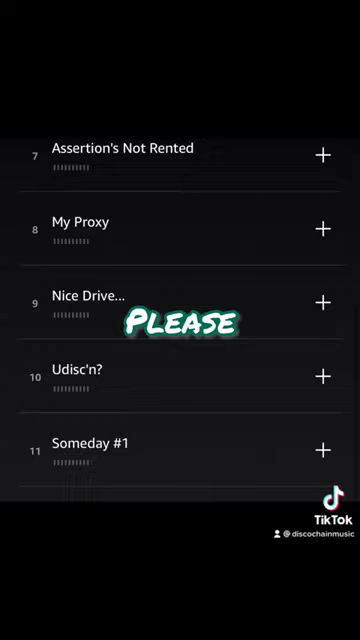 7 Assertion's Not Rented
8 My Proxy
9 Nice Drive...
PLEASE
10 Udisc'n?
11 Someday #1
TikTok
@discochainmusic